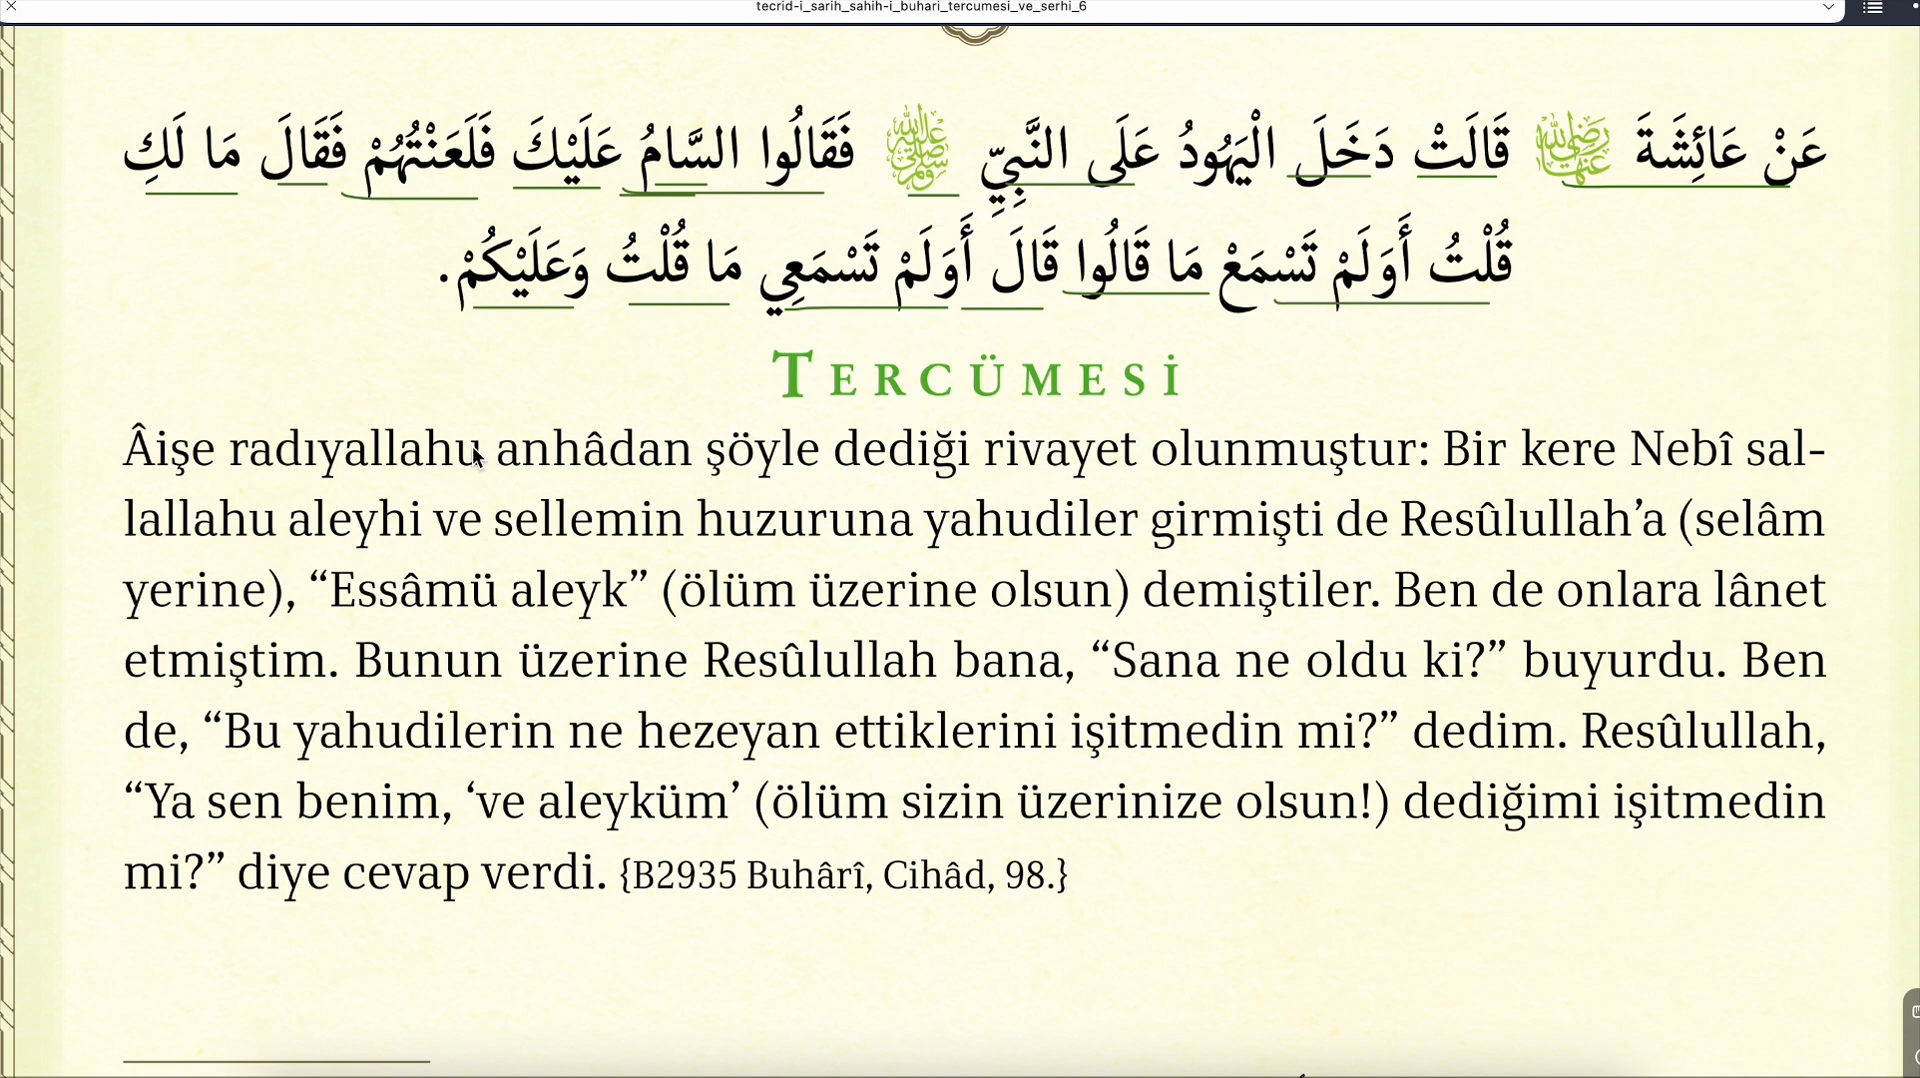 tecrid-i_sarih_sahih-i_buhari_tercumesi_ve_serhi_6
عَنْ عَائِشَةَ رَضِيَ اللّٰهُ عَنْهَا قَالَتْ دَخَلَ الْيَهُودُ عَلَى النَّبِيِّ ﷺ فَقَالُوا السَّامُ عَلَيْكَ فَلَعَنْتُهُمْ فَقَالَ مَا لَكِ
قُلْتُ أَوَلَمْ تَسْمَعْ مَا قَالُوا قَالَ أَوَلَمْ تَسْمَعِي مَا قُلْتُ وَعَلَيْكُمْ.
TERCÜMESİ
Âişe radıyallahu anhâdan şöyle dediği rivayet olunmuştur: Bir kere Nebî sal-
lallahu aleyhi ve sellemin huzuruna yahudiler girmişti de Resûlullah’a (selâm
yerine), “Essâmü aleyk” (ölüm üzerine olsun) demiştiler. Ben de onlara lânet
etmiştim. Bunun üzerine Resûlullah bana, “Sana ne oldu ki?” buyurdu. Ben
de, “Bu yahudilerin ne hezeyan ettiklerini işitmedin mi?” dedim. Resûlullah,
“Ya sen benim, ‘ve aleyküm’ (ölüm sizin üzerinize olsun!) dediğimi işitmedin
mi?” diye cevap verdi. {B2935 Buhârî, Cihâd, 98.}